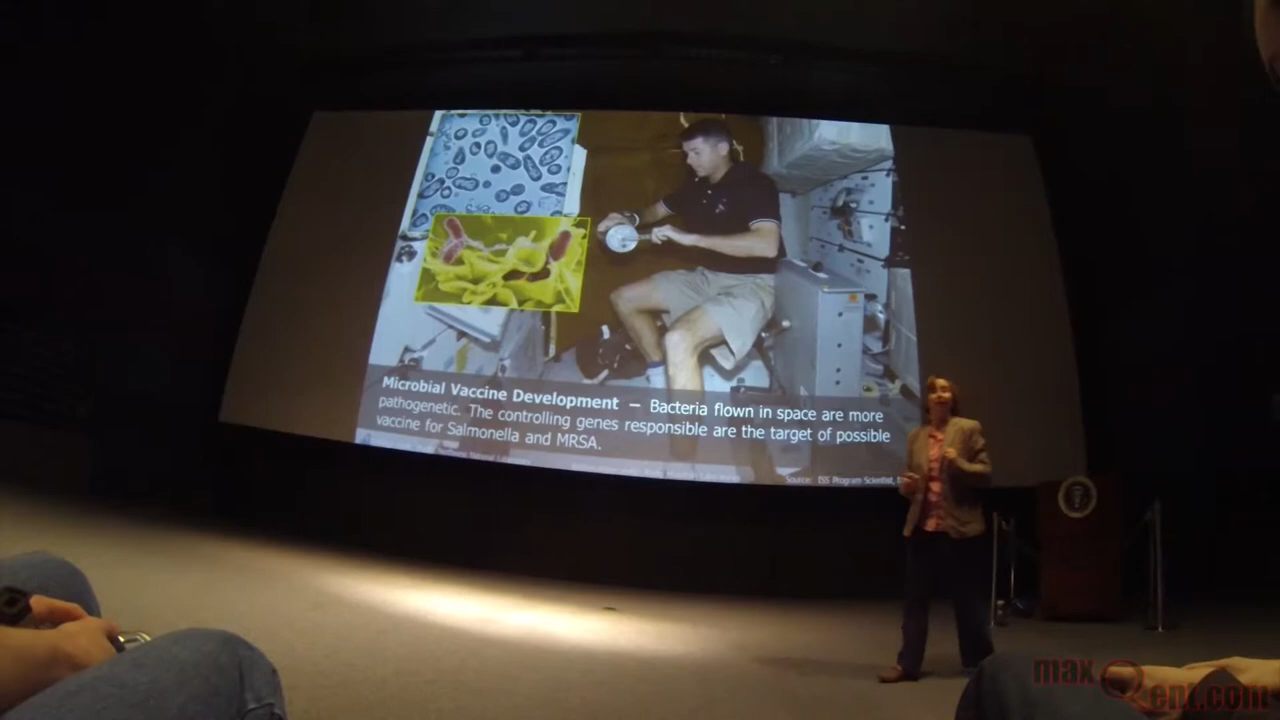 Microbial Vaccine Development – Bacteria flown in space are more
pathogenetic. The controlling genes responsible are the target of possible
vaccine for Salmonella and MRSA.
Source: ISS Program Scientist,
max
Qent.com